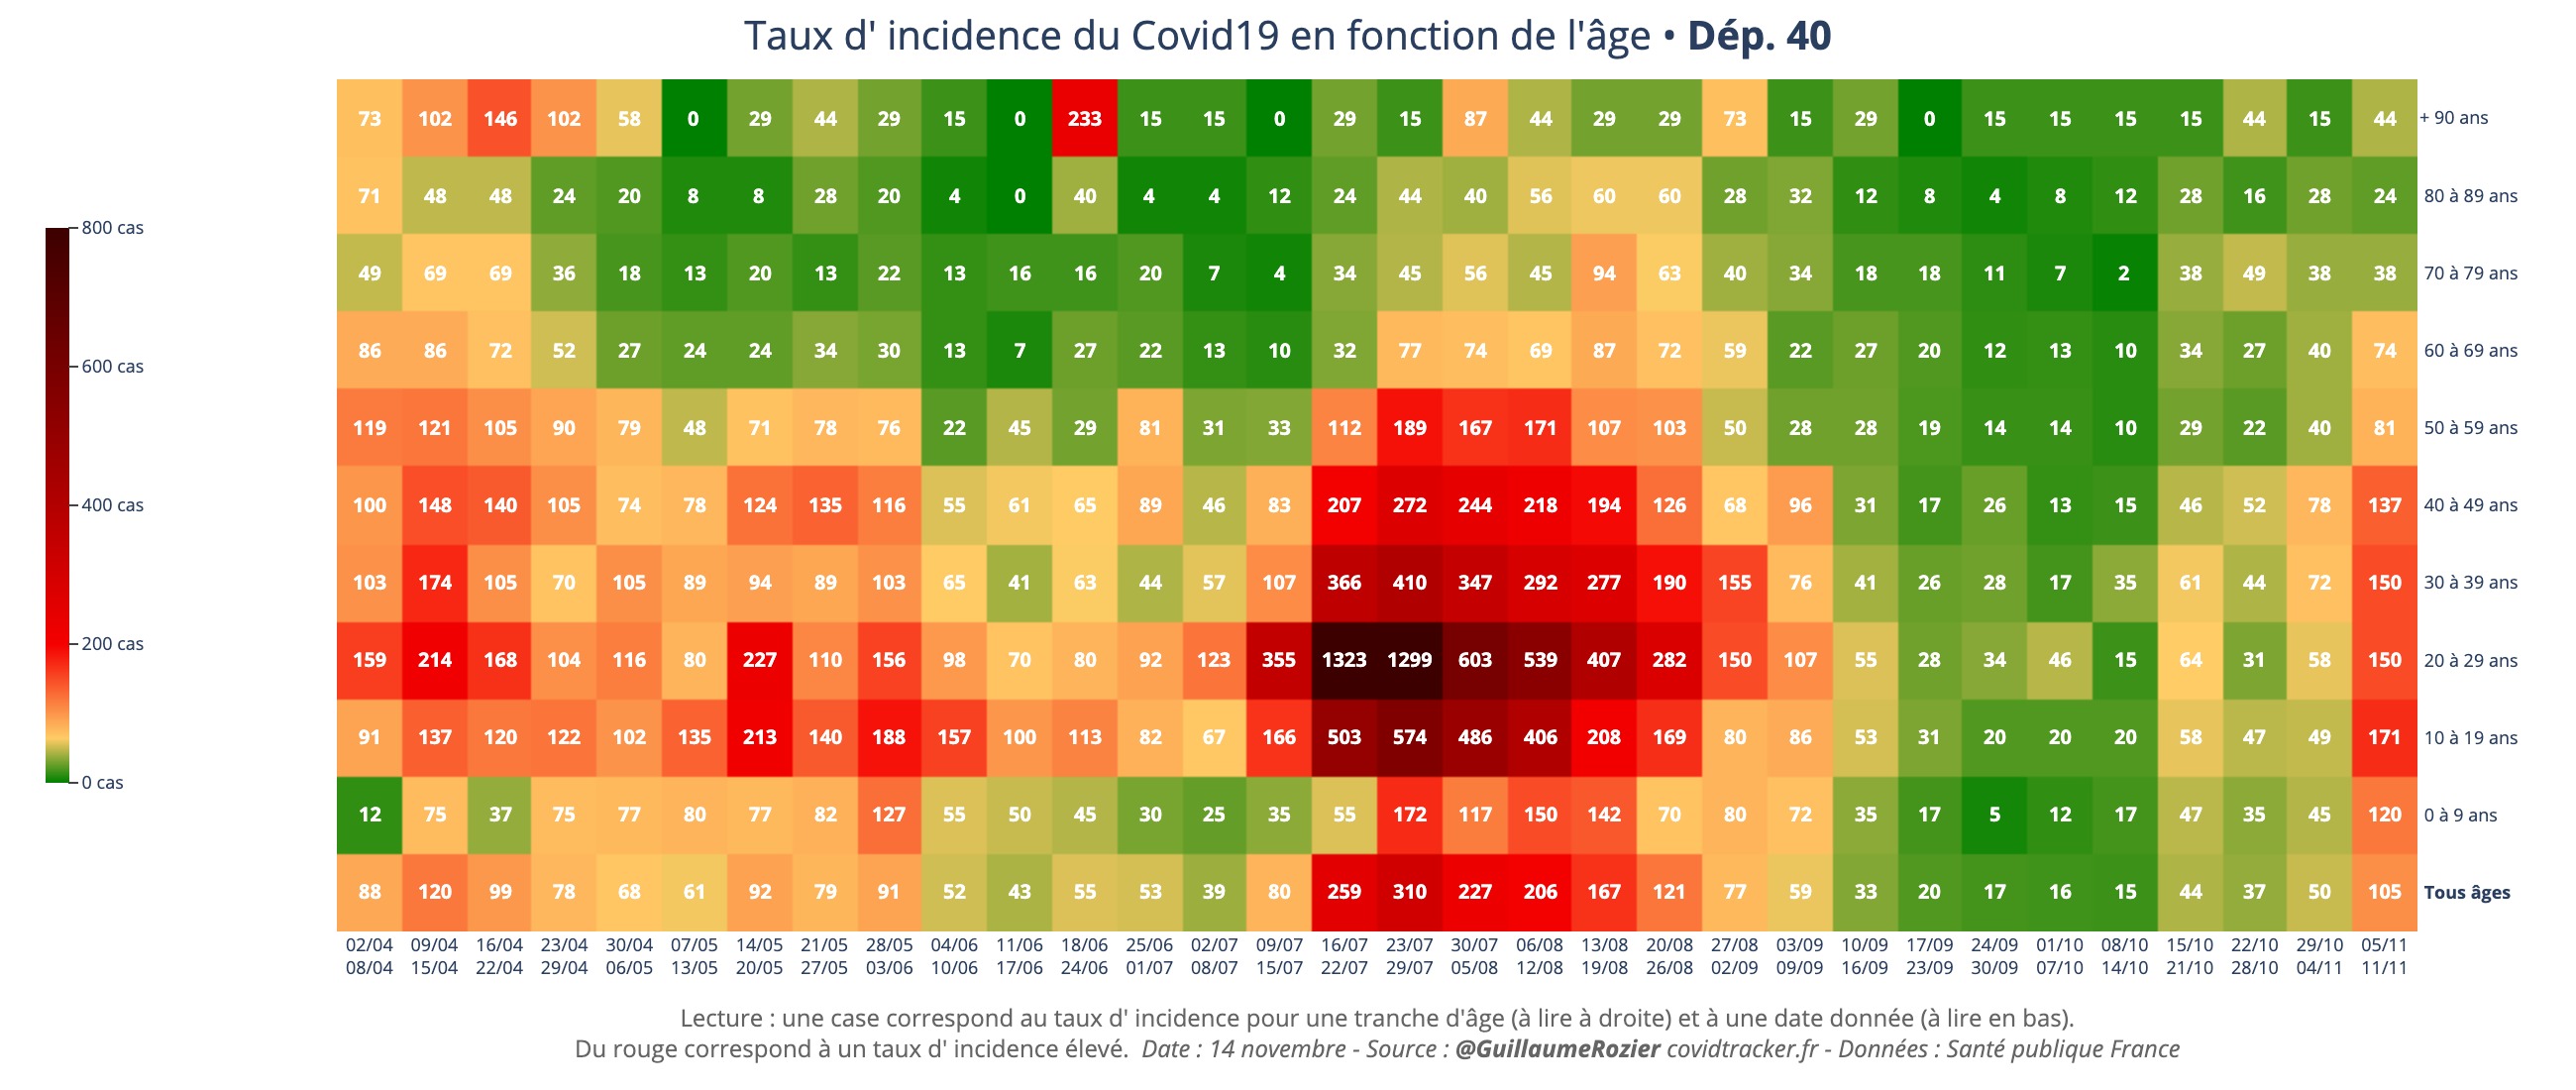 Taux d' incidence du Covid19 en fonction de l'âge • Dép. 40
800 cas
600 cas
400 cas
200 cas
0 cas
73 102 146 102 58 0 29 44 29 15 0 233 15 15 0 29 15 87 44 29 29 73 15 29 0 15 15 15 15 44 15 44 + 90 ans
71 48 48 24 20 8 8 28 20 4 0 40 4 4 12 24 44 40 56 60 60 28 32 12 8 4 8 12 28 16 28 24 80 à 89 ans
49 69 69 36 18 13 20 13 22 13 16 16 20 7 4 34 45 56 45 94 63 40 34 18 18 11 7 2 38 49 38 38 70 à 79 ans
86 86 72 52 27 24 24 34 30 13 7 27 22 13 10 32 77 74 69 87 72 59 22 27 20 12 13 10 34 27 40 74 60 à 69 ans
119 121 105 90 79 48 71 78 76 22 45 29 81 31 33 112 189 167 171 107 103 50 28 28 19 14 14 10 29 22 40 81 50 à 59 ans
100 148 140 105 74 78 124 135 116 55 61 65 89 46 83 207 272 244 218 194 126 68 96 31 17 26 13 15 46 52 78 137 40 à 49 ans
103 174 105 70 105 89 94 89 103 65 41 63 44 57 107 366 410 347 292 277 190 155 76 41 26 28 17 35 61 44 72 150 30 à 39 ans
159 214 168 104 116 80 227 110 156 98 70 80 92 123 355 1323 1299 603 539 407 282 150 107 55 28 34 46 15 64 31 58 150 20 à 29 ans
91 137 120 122 102 135 213 140 188 157 100 113 82 67 166 503 574 486 406 208 169 80 86 53 31 20 20 20 58 47 49 171 10 à 19 ans
12 75 37 75 77 80 77 82 127 55 50 45 30 25 35 55 172 117 150 142 70 80 72 35 17 5 12 17 47 35 45 120 0 à 9 ans
88 120 99 78 68 61 92 79 91 52 43 55 53 39 80 259 310 227 206 167 121 77 59 33 20 17 16 15 44 37 50 105 Tous âges
02/04 09/04 16/04 23/04 30/04 07/05 14/05 21/05 28/05 04/06 11/06 18/06 25/06 02/07 09/07 16/07 23/07 30/07 06/08 13/08 20/08 27/08 03/09 10/09 17/09 24/09 01/10 08/10 15/10 22/10 29/10 05/11
08/04 15/04 22/04 29/04 06/05 13/05 20/05 27/05 03/06 10/06 17/06 24/06 01/07 08/07 15/07 22/07 29/07 05/08 12/08 19/08 26/08 02/09 09/09 16/09 23/09 30/09 07/10 14/10 21/10 28/10 04/11 11/11
Lecture : une case correspond au taux d' incidence pour une tranche d'âge (à lire à droite) et à une date donnée (à lire en bas).
Du rouge correspond à un taux d' incidence élevé. Date : 14 novembre - Source : @GuillaumeRozier covidtracker.fr - Données : Santé publique France